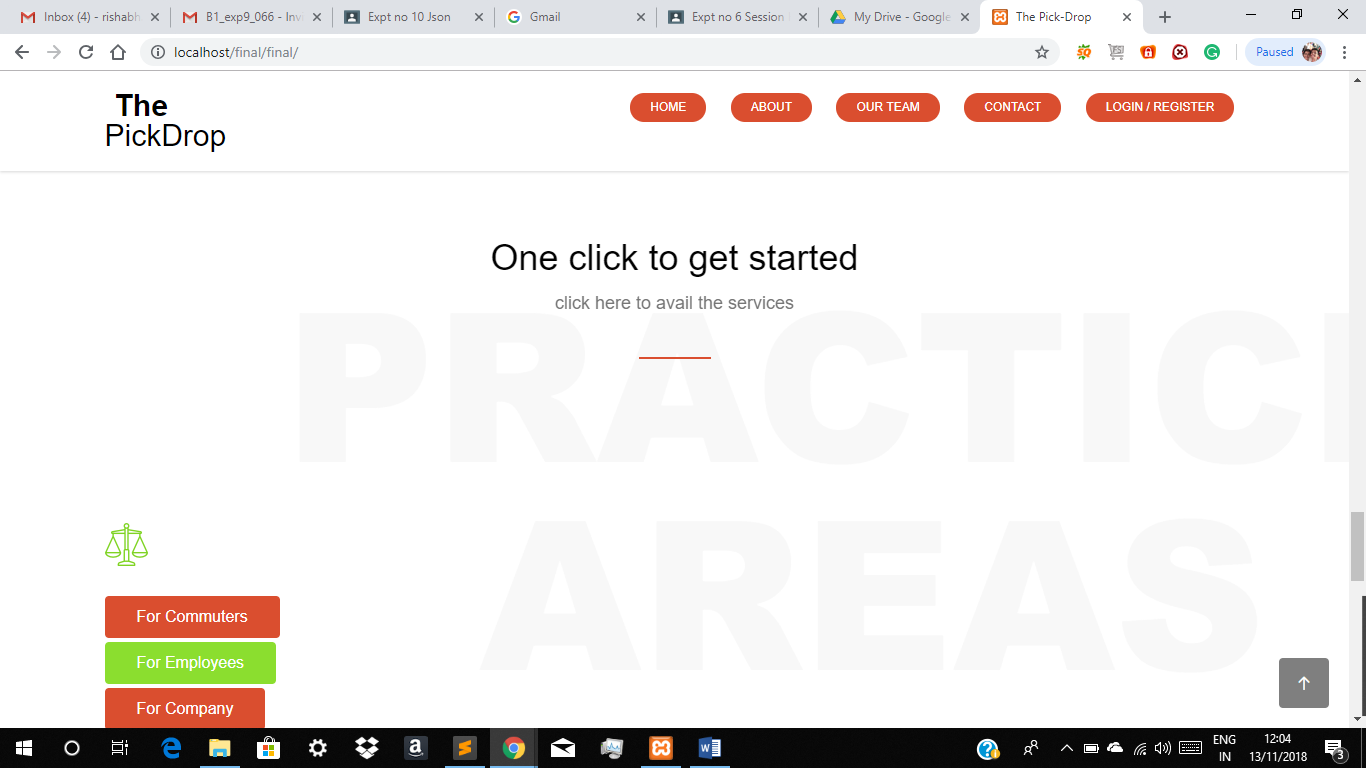 Inbox (4) - rishabh
B1_exp9_066 - Inv
Expt no 10 Json
Gmail
Expt no 6 Session
My Drive - Google
The Pick-Drop
localhost/final/final/
Paused
The
PickDrop
HOME
ABOUT
OUR TEAM
CONTACT
LOGIN / REGISTER
One click to get started
click here to avail the services
PRACTICE
AREAS
For Commuters
For Employees
For Company
ENG
IN
12:04
13/11/2018
3